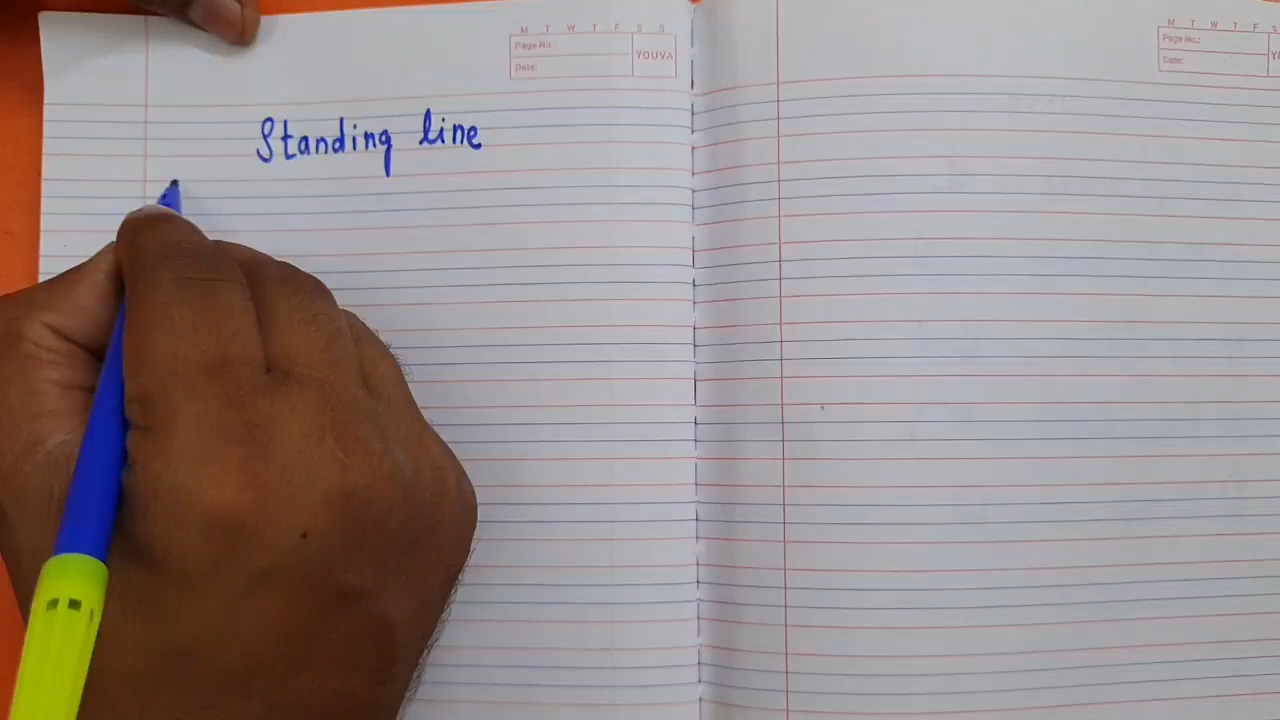 M T W T F S S
Page No.:
YOUVA
Date:
Standing line
M T W T F S
Page No.:
Date: